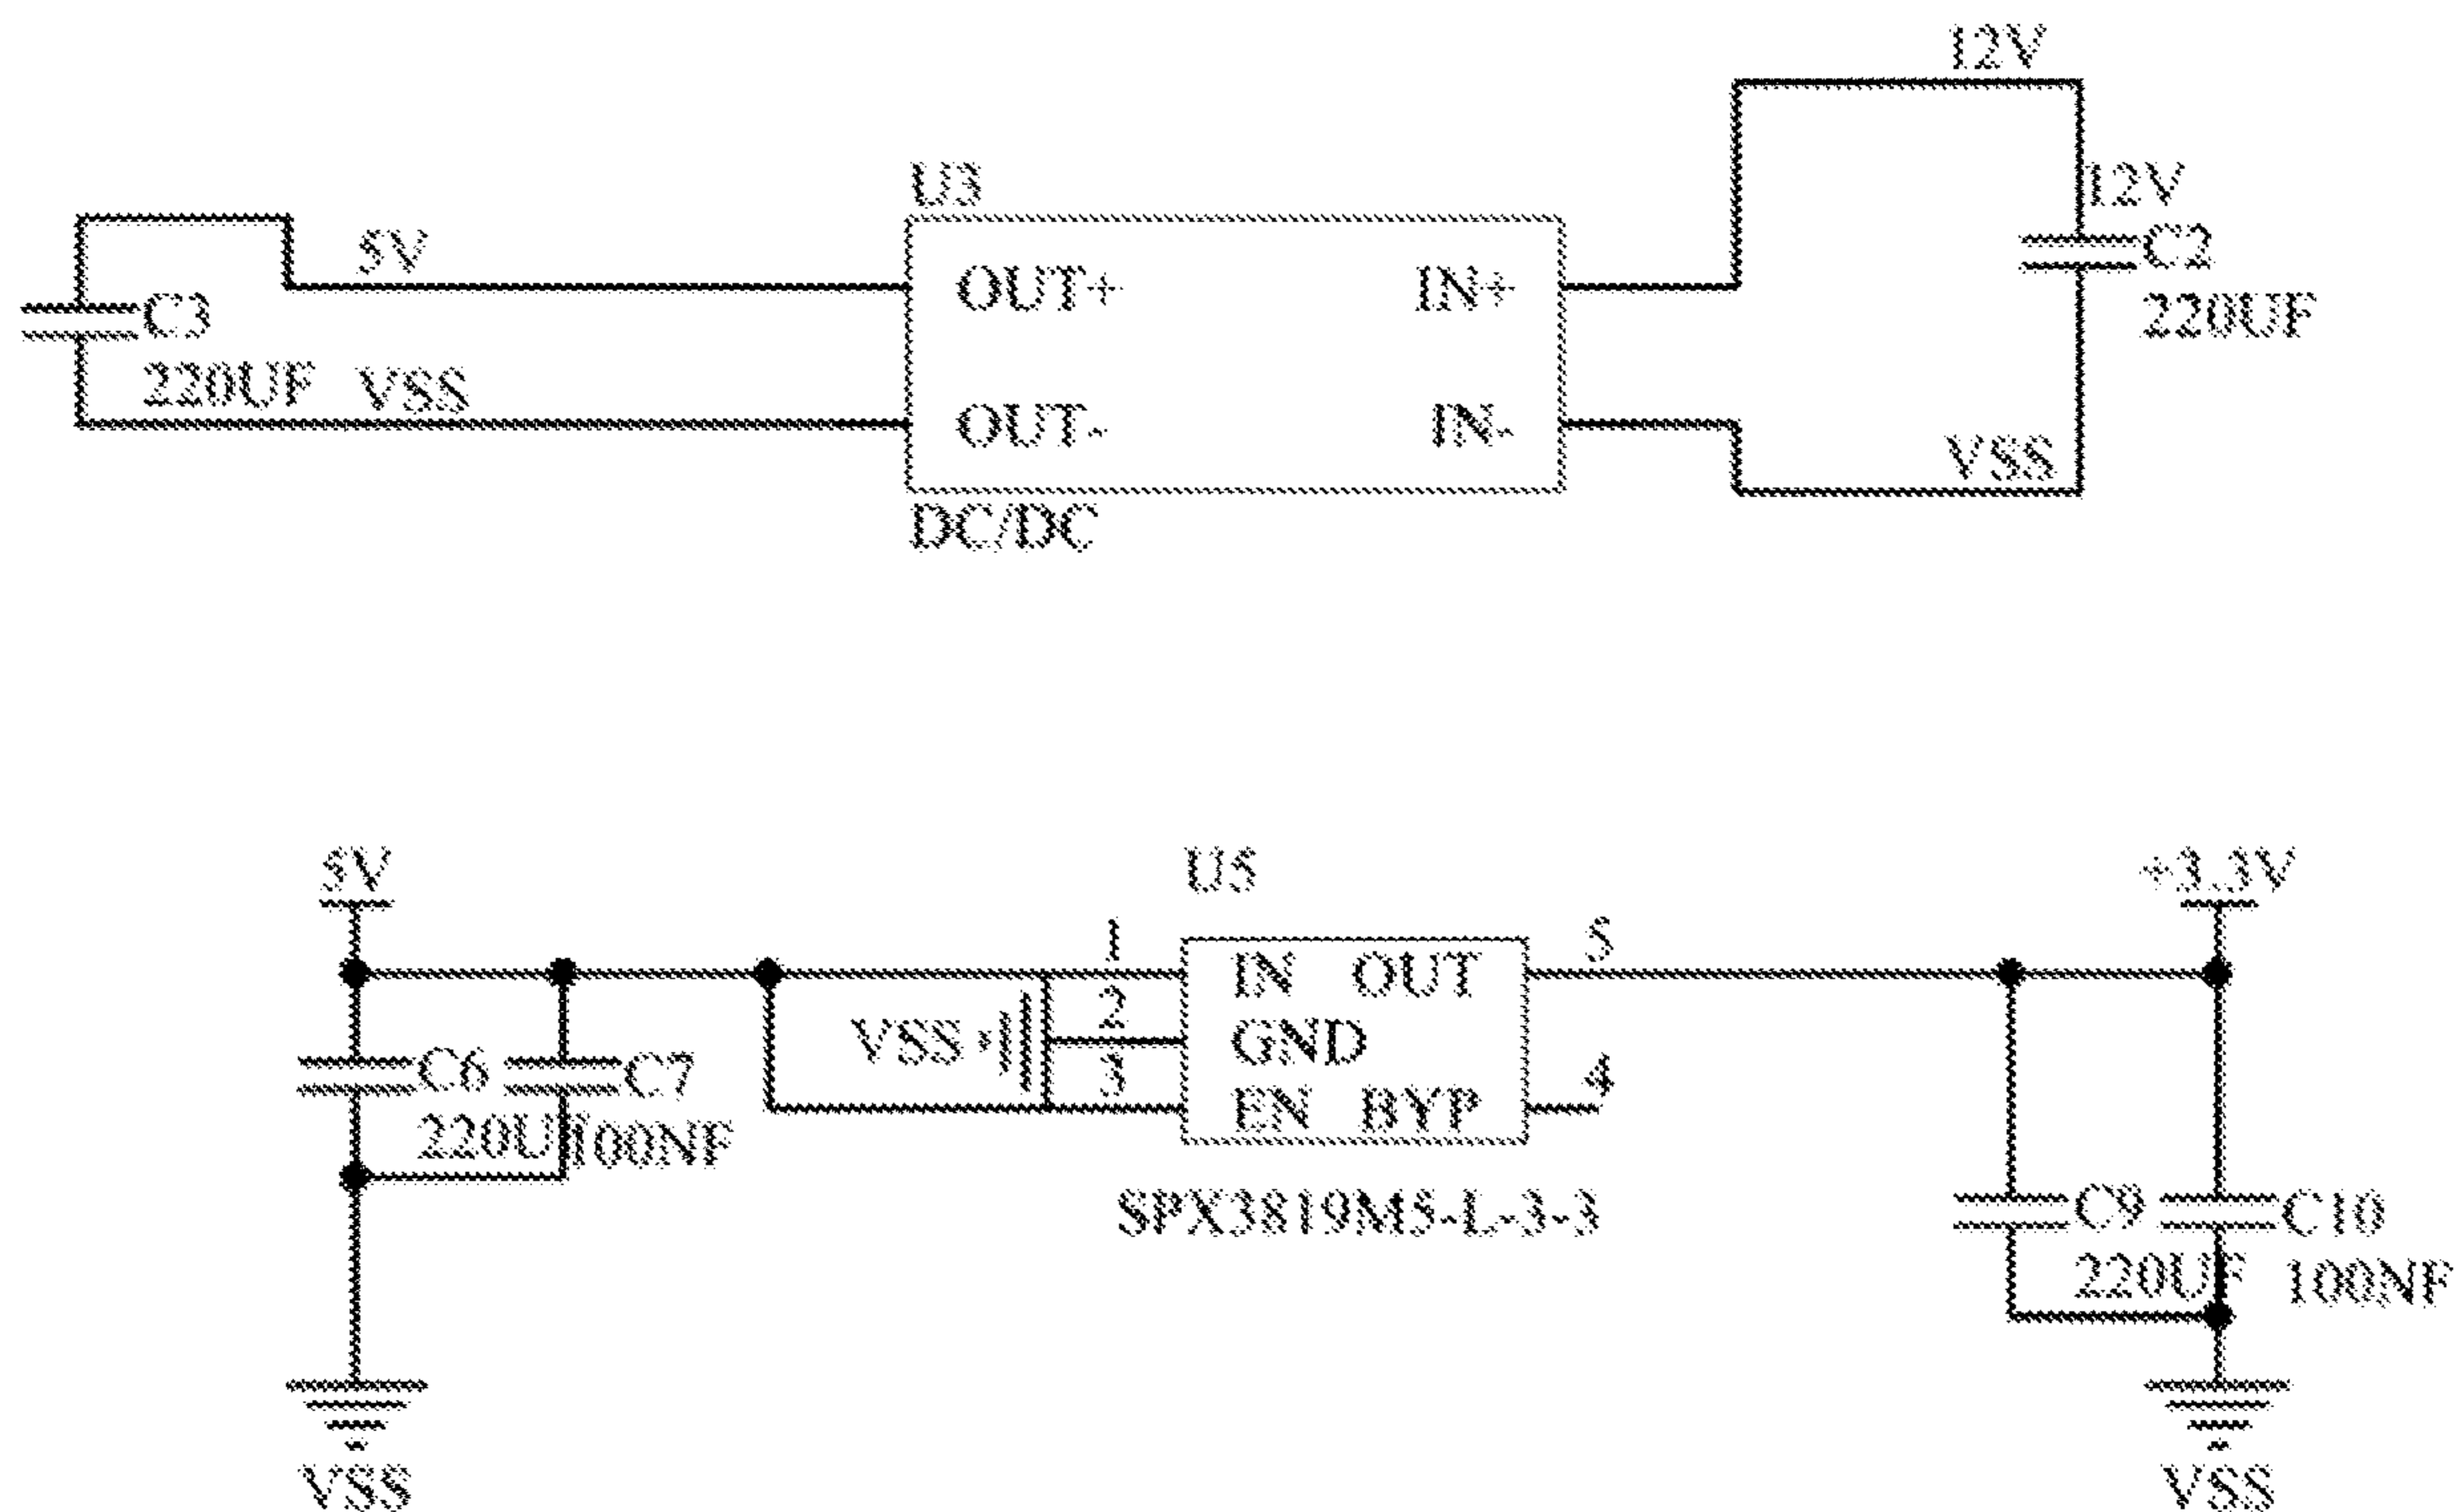 12V
U3
12V
5V
C2
OUT+ IN+
C3
220UF
220UF VSS
OUT- IN-
VSS
DC/DC
5V
U5
+3.3V
1
5
IN OUT
2
VSS
GND
3
4
C6
C7
EN BYP
220UF
100NF
SPX3819M5-L-3-3
C9
C10
220UF
100NF
VSS
VSS